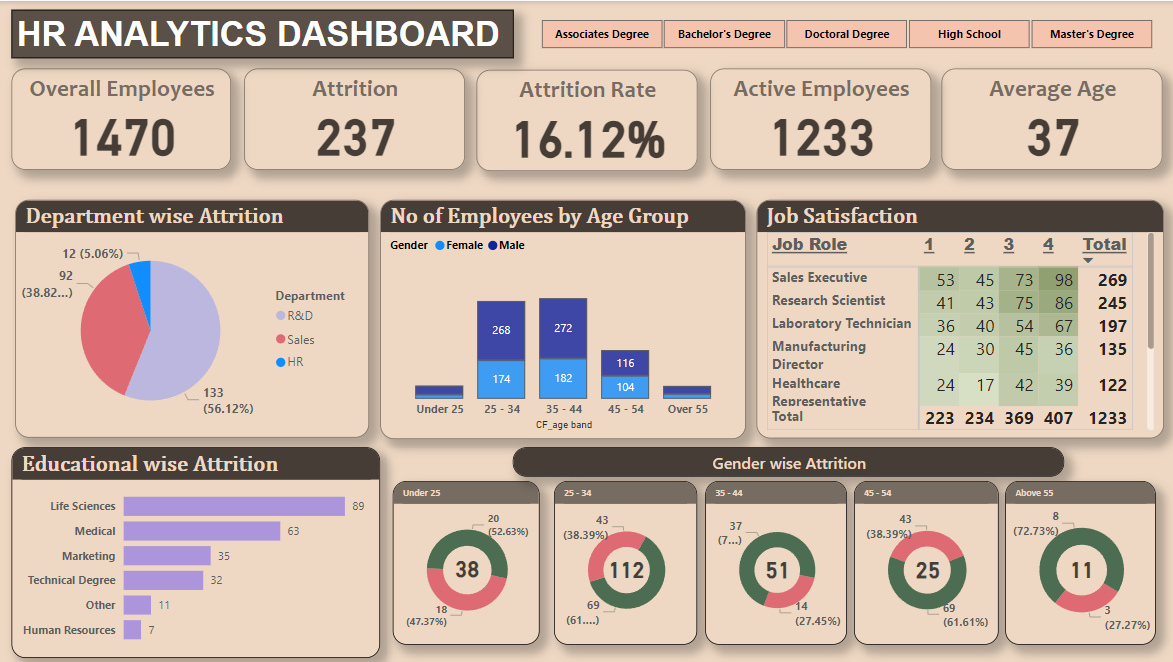 HR ANALYTICS DASHBOARD
Associates Degree
Bachelor's Degree
Doctoral Degree
High School
Master's Degree
Overall Employees
1470
Attrition
237
Attrition Rate
16.12%
Active Employees
1233
Average Age
37
Department wise Attrition
12 (5.06%)
92
(38.82...)
133
(56.12%)
Department
R&D
Sales
HR
No of Employees by Age Group
Gender Female Male
268
174
272
182
116
104
Under 25 25 - 34 35 - 44 45 - 54 Over 55
CF_age band
Job Satisfaction
Job Role 1 2 3 4 Total
Sales Executive 53 45 73 98 269
Research Scientist 41 43 75 86 245
Laboratory Technician 36 40 54 67 197
Manufacturing Director 24 30 45 36 135
Healthcare Representative 24 17 42 39 122
Total 223 234 369 407 1233
Educational wise Attrition
Life Sciences 89
Medical 63
Marketing 35
Technical Degree 32
Other 11
Human Resources 7
Gender wise Attrition
Under 25
20
(52.63%)
38
18
(47.37%)
25 - 34
43
(38.39%)
112
69
(61....)
35 - 44
37
(7...)
51
14
(27.45%)
45 - 54
43
(38.39%)
25
69
(61.61%)
Above 55
8
(72.73%)
11
3
(27.27%)